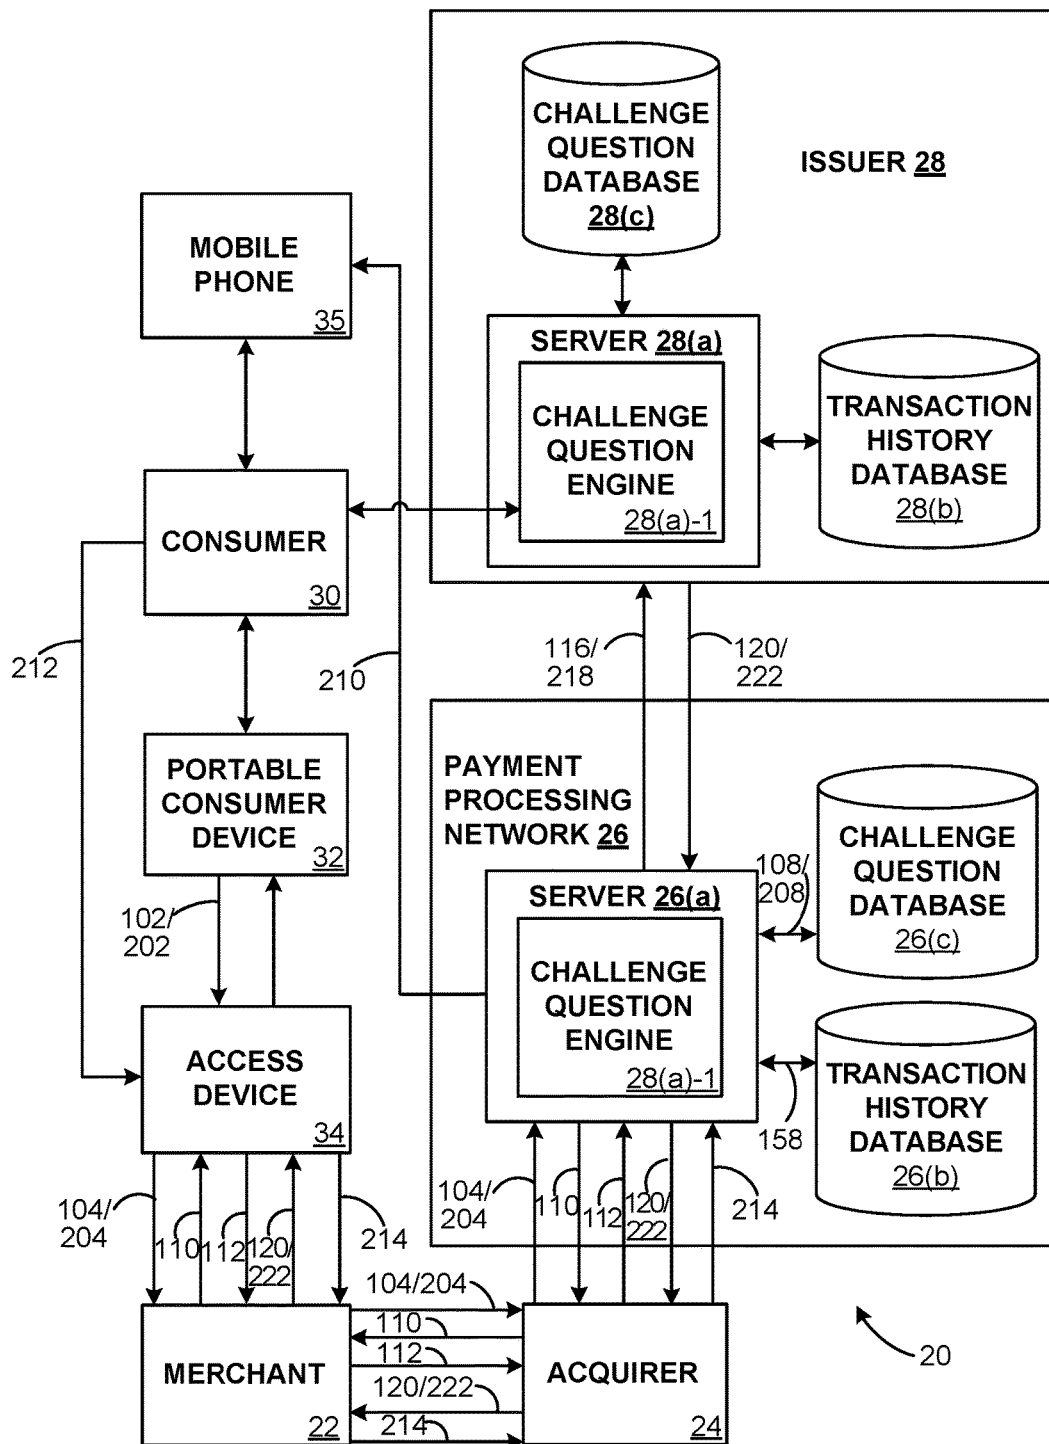 CHALLENGE
QUESTION
DATABASE
28(c)
ISSUER 28
MOBILE
PHONE
35
SERVER 28(a)
CHALLENGE
QUESTION
ENGINE
28(a)-1
TRANSACTION
HISTORY
DATABASE
28(b)
CONSUMER
30
212
210
116/
218
120/
222
PORTABLE
CONSUMER
DEVICE
32
PAYMENT
PROCESSING
NETWORK 26
CHALLENGE
QUESTION
DATABASE
26(c)
108/
208
SERVER 26(a)
CHALLENGE
QUESTION
ENGINE
28(a)-1
102/
202
ACCESS
DEVICE
34
TRANSACTION
HISTORY
DATABASE
26(b)
158
104/
204
110
112
120/
222
214
104/
204
110
112
120/
222
214
104/204
110
112
120/222
214
MERCHANT
22
ACQUIRER
24
20